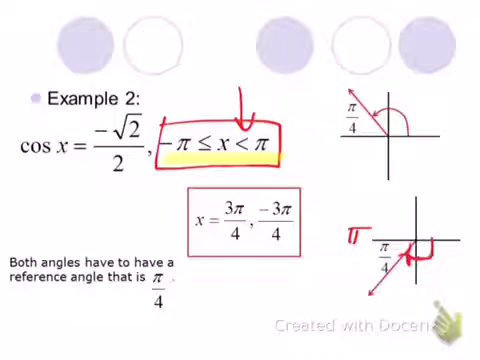 Example 2:
cos x = -√2/2, -π ≤ x < π
π/4
x = 3π/4, -3π/4
π
π/4
Both angles have to have a
reference angle that is π/4.
Created with Docen